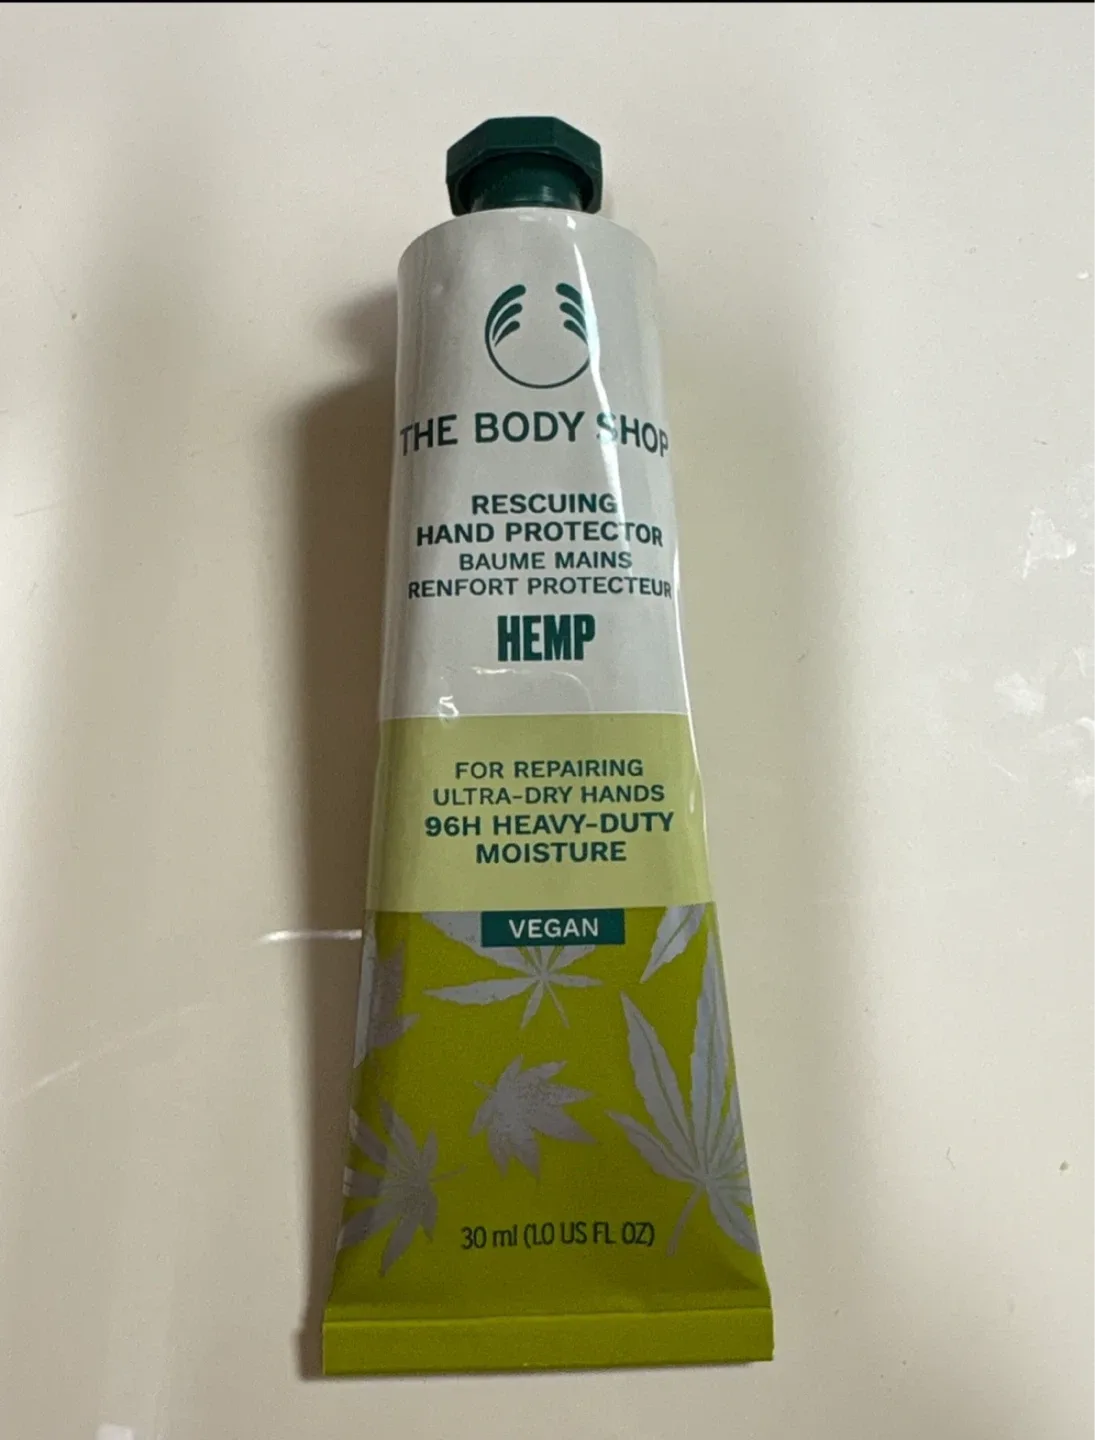 THE BODY SHOP
RESCUING
HAND PROTECTOR
BAUME MAINS
RENFORT PROTECTEUR
HEMP
FOR REPAIRING
ULTRA-DRY HANDS
96H HEAVY-DUTY
MOISTURE
VEGAN
30 ml (1.0 US FL OZ)